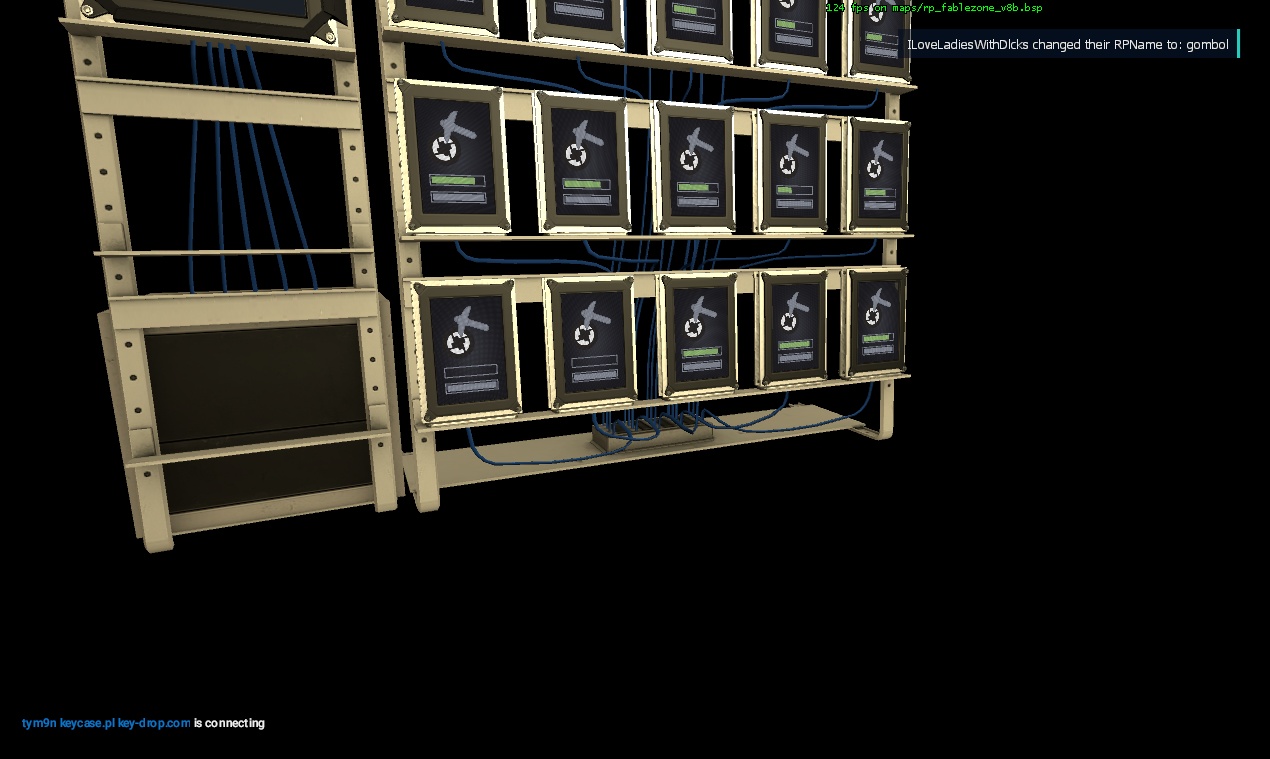 124 fps on maps/rp_fablezone_v8b.bsp
ILoveLadiesWithDlcks changed their RPName to: gombol
tym9n keycase.pl key-drop.com is connecting